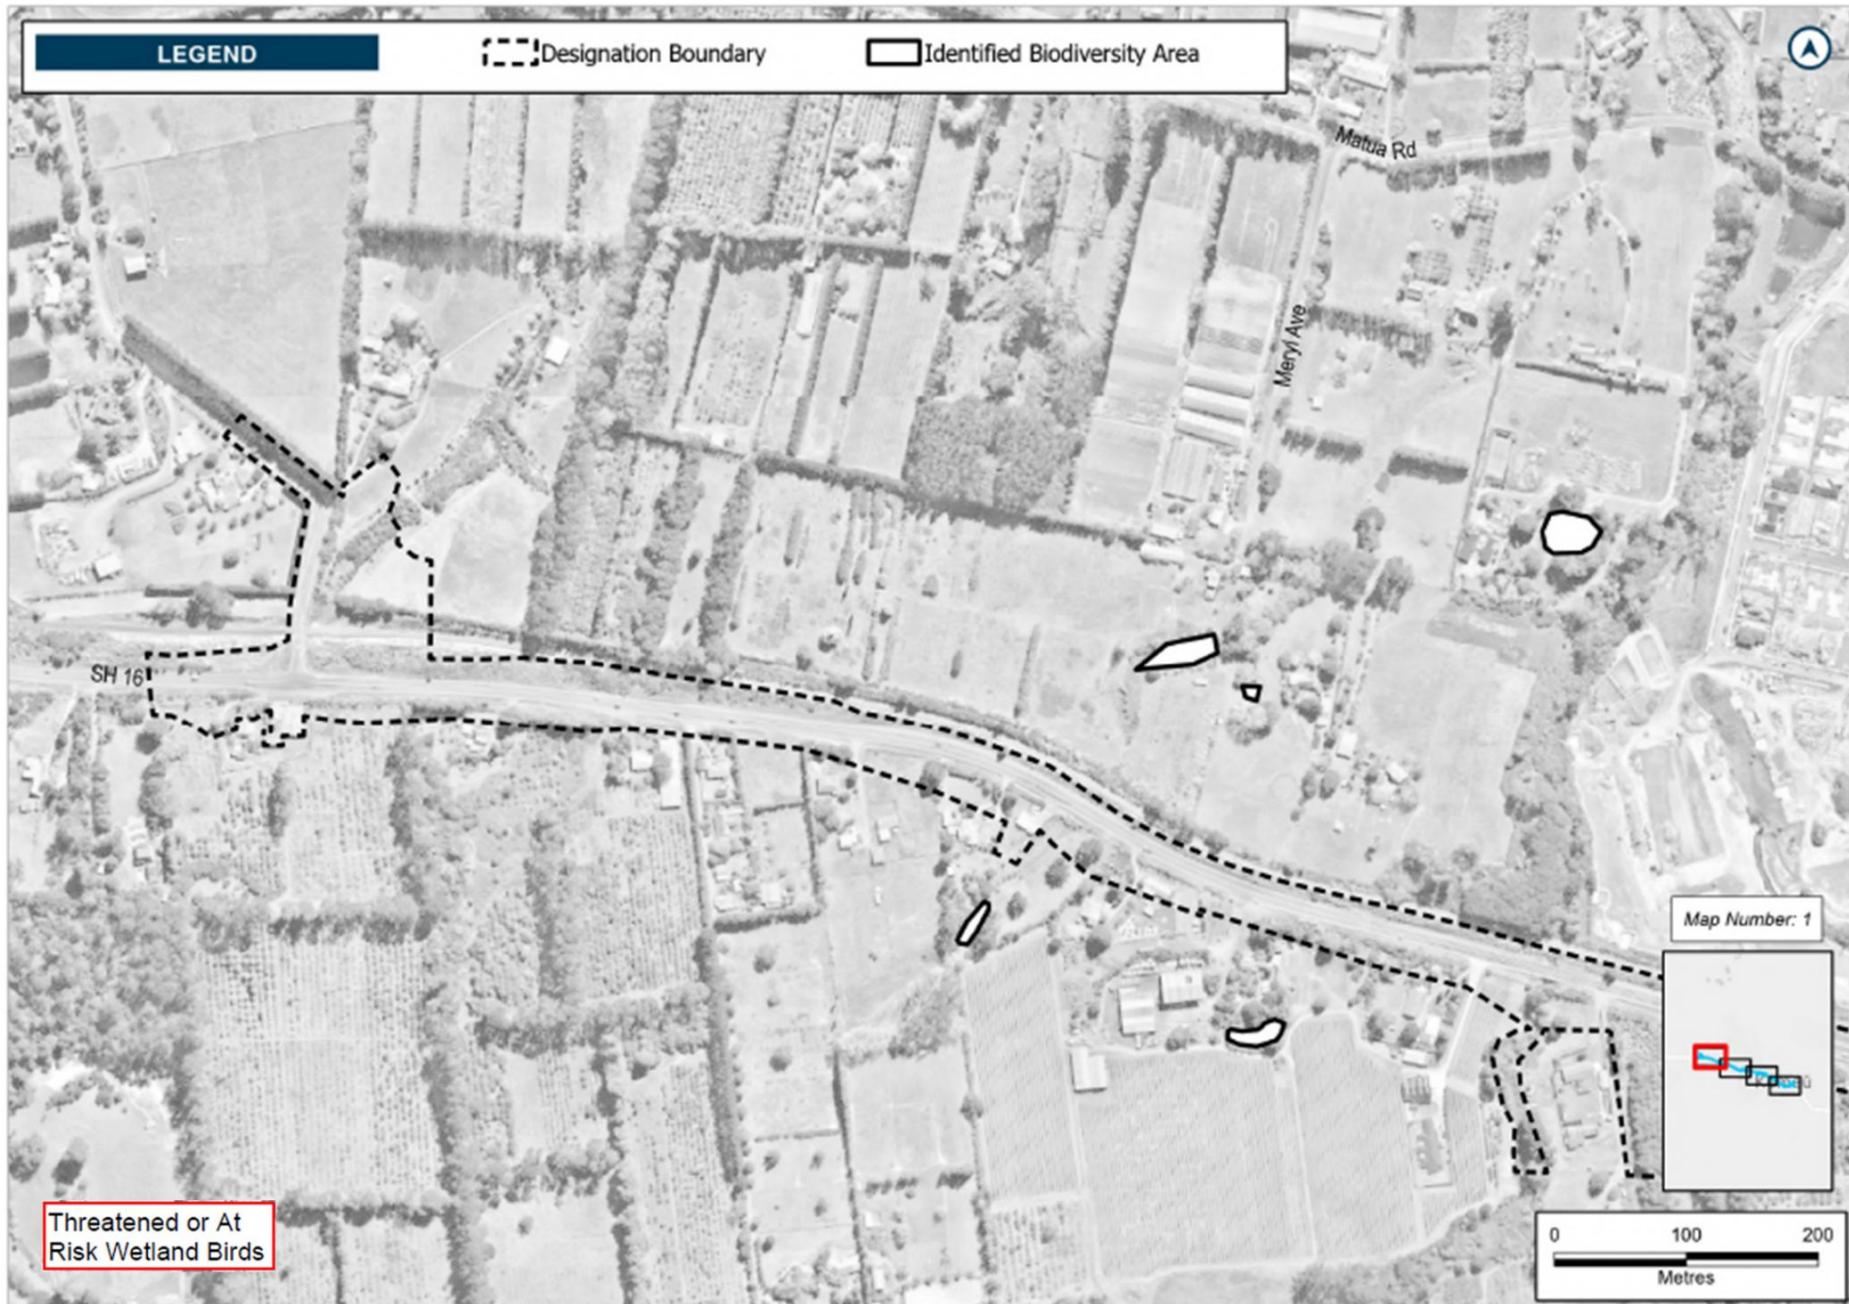 LEGEND
Designation Boundary
Identified Biodiversity Area
Matua Rd
Meryl Ave
SH 16
Map Number: 1
Threatened or At
Risk Wetland Birds
0 100 200
Metres